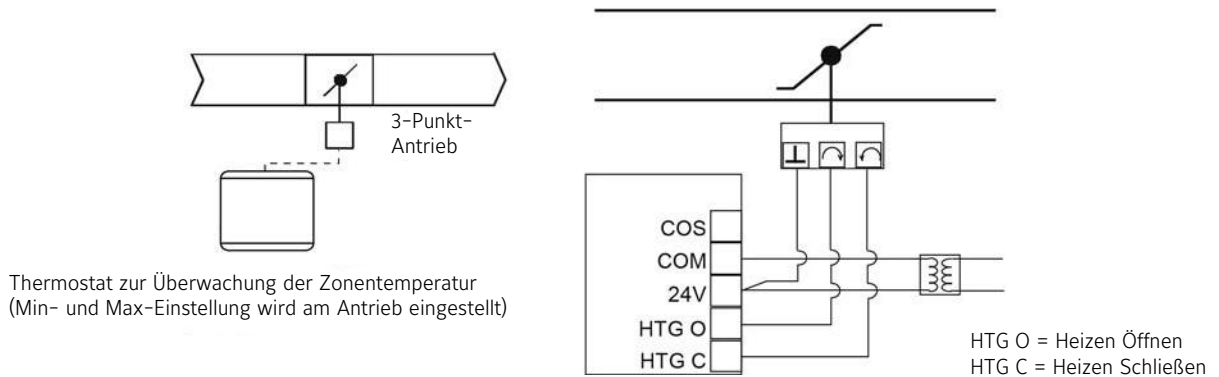 3-Punkt-
Antrieb
Thermostat zur Überwachung der Zonentemperatur
(Min- und Max-Einstellung wird am Antrieb eingestellt)
COS
COM
24V
HTG O
HTG C
HTG O = Heizen Öffnen
HTG C = Heizen Schließen